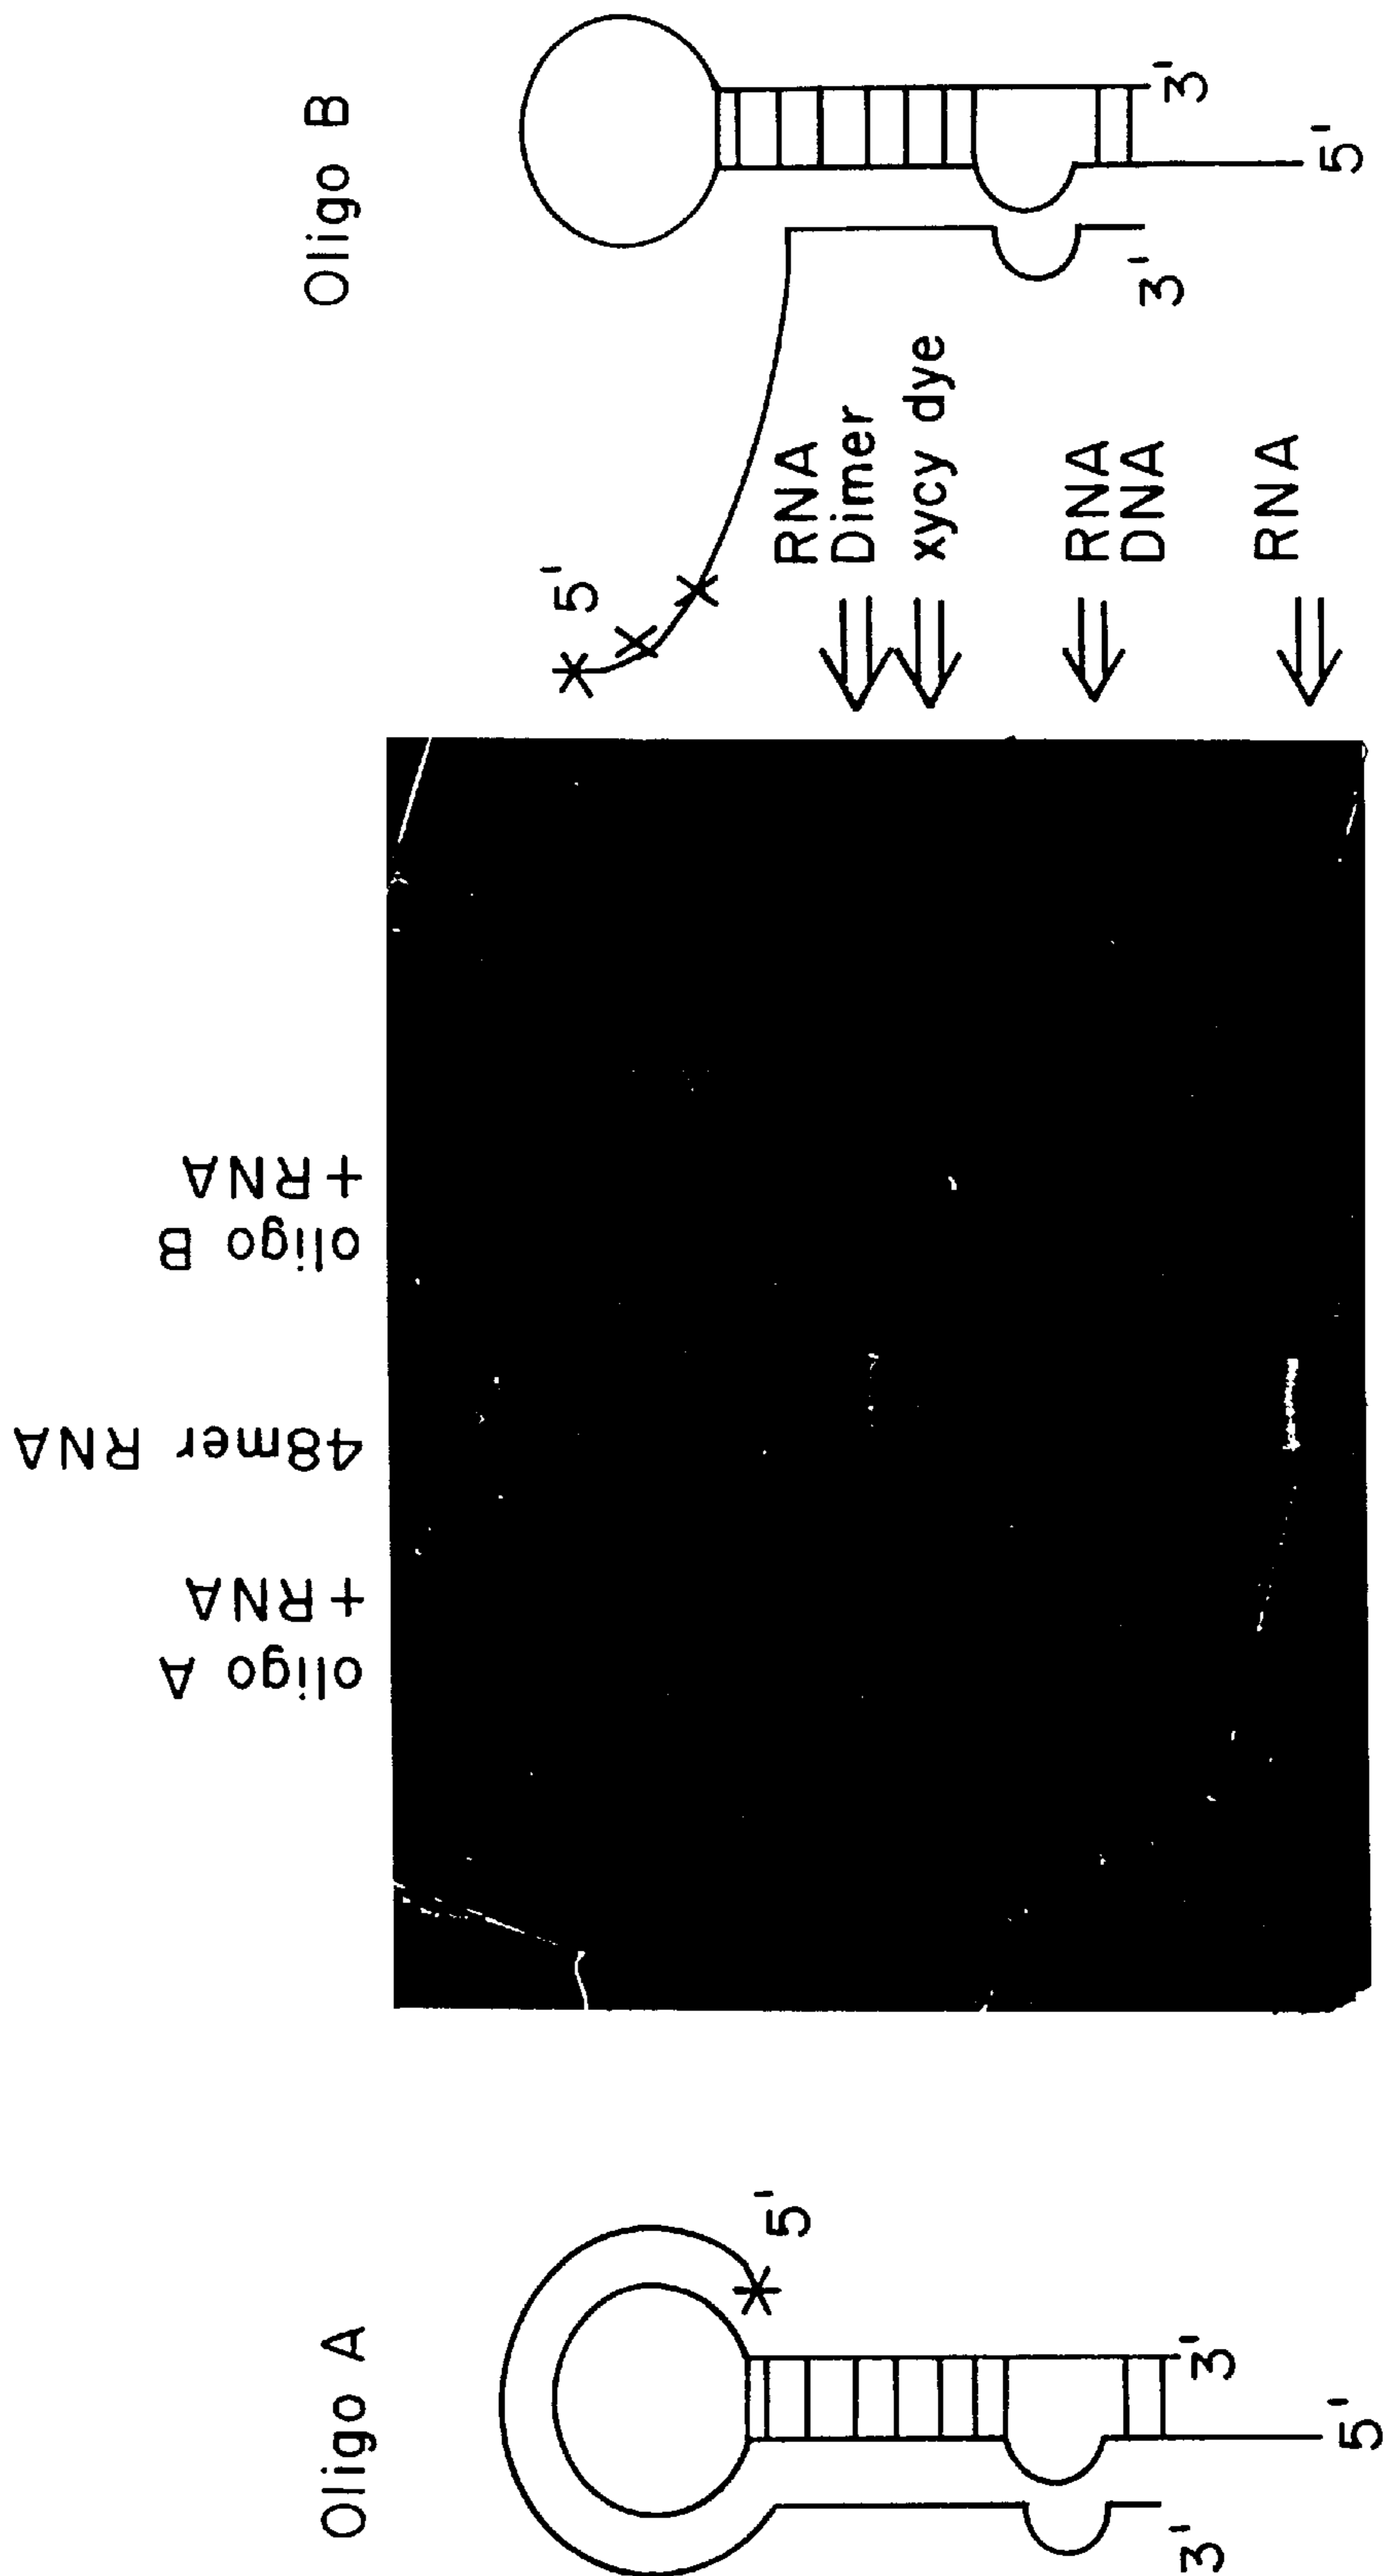 Oligo A
5'
3'
5'
3'
oligo A
+RNA
48mer RNA
oligo B
+RNA
RNA
Dimer
xycy dye
RNA
DNA
RNA
Oligo B
5'
3'
5'
3'